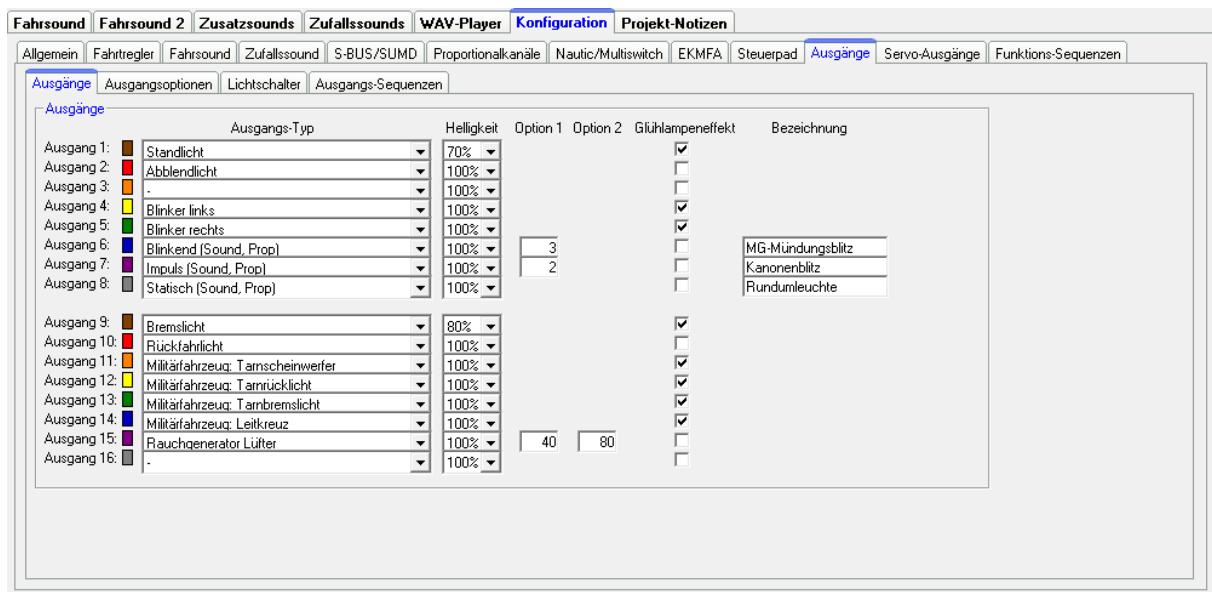 Fahrsound Fahrsound 2 Zusatzsounds Zufallssounds WAV-Player Konfiguration Projekt-Notizen
Allgemein Fahrtregler Fahrsound Zufallssound S-BUS/SUMD Proportionalkanäle Nautic/Multiswitch EKMFA Steuerpad Ausgänge Servo-Ausgänge Funktions-Sequenzen
Ausgänge Ausgangsoptionen Lichtschalter Ausgangs-Sequenzen
Ausgänge
Ausgangs-Typ Helligkeit Option 1 Option 2 Glühlampeneffekt Bezeichnung
Ausgang 1: Standlicht 70%
Ausgang 2: Abblendlicht 100%
Ausgang 3: - 100%
Ausgang 4: Blinker links 100%
Ausgang 5: Blinker rechts 100%
Ausgang 6: Blinkend (Sound, Prop) 100% 3 MG-Mündungsblitz
Ausgang 7: Impuls (Sound, Prop) 100% 2 Kanonenblitz
Ausgang 8: Statisch (Sound, Prop) 100% Rundumleuchte
Ausgang 9: Bremslicht 80%
Ausgang 10: Rückfahrlicht 100%
Ausgang 11: Militärfahrzeug: Tarnscheinwerfer 100%
Ausgang 12: Militärfahrzeug: Tarnrücklicht 100%
Ausgang 13: Militärfahrzeug: Tarnbremslicht 100%
Ausgang 14: Militärfahrzeug: Leitkreuz 100%
Ausgang 15: Rauchgenerator Lüfter 100% 40 80
Ausgang 16: - 100%